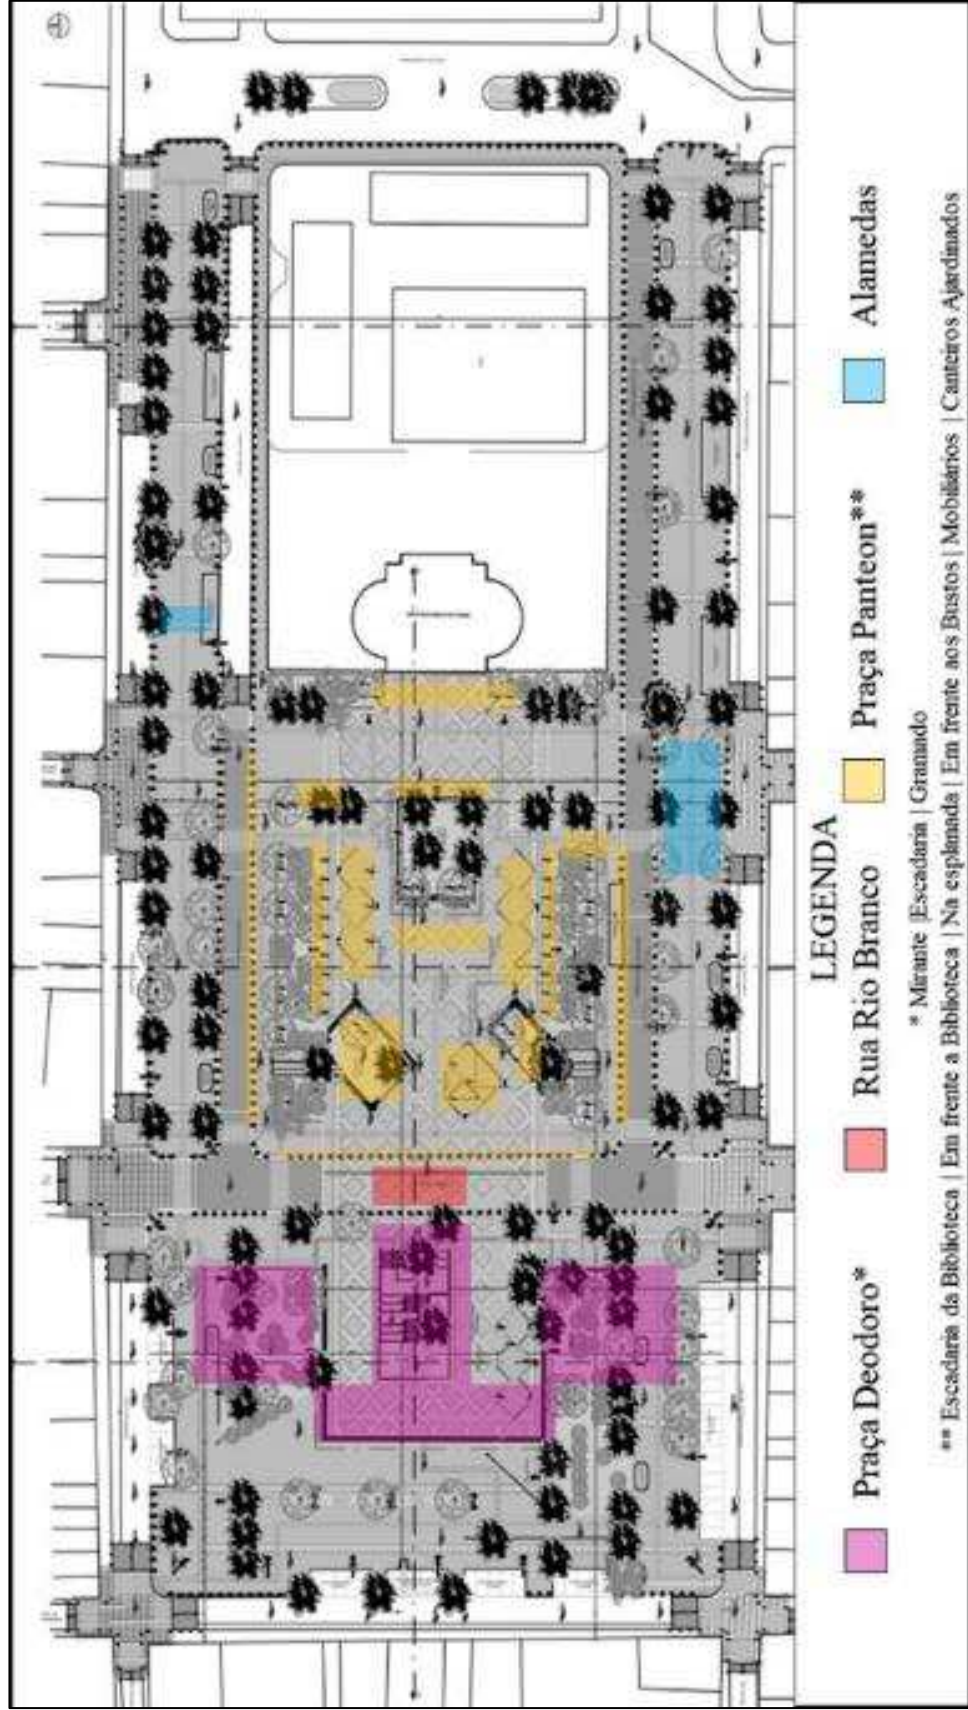 LEGENDA
Praça Deodoro* Rua Rio Branco Praça Panteon** Alamedas
* Mirante |Escadaria | Gramado
** Escadaria da Biblioteca | Em frente a Biblioteca | Na esplanada | Em frente aos Bustos | Mobiliários | Canteiros Ajardinados